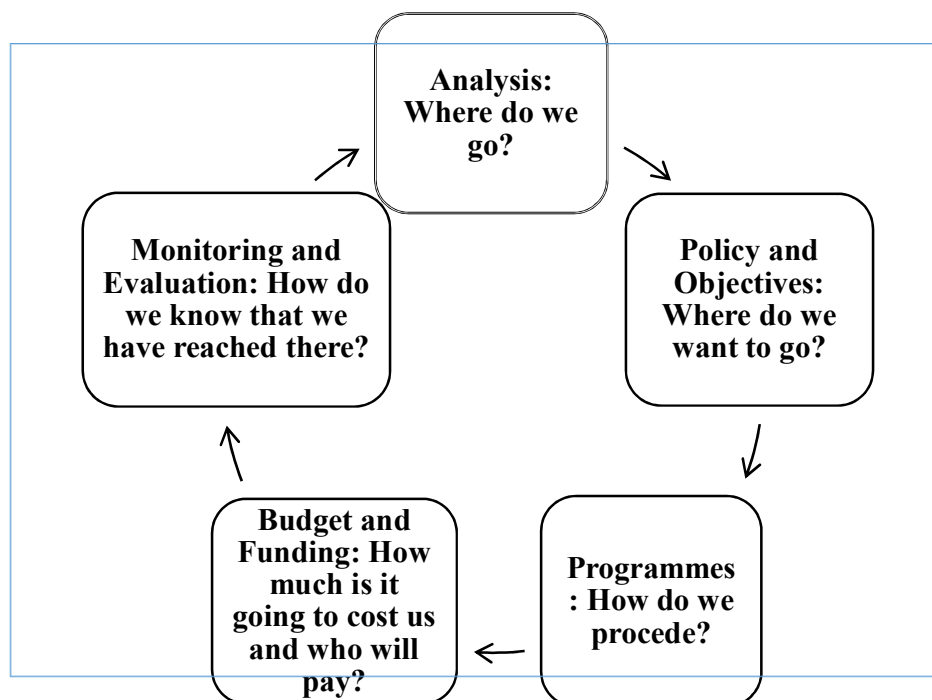 Analysis:
Where do we
go?
Policy and
Objectives:
Where do we
want to go?
Programmes
: How do we
procede?
Budget and
Funding: How
much is it
going to cost us
and who will
pay?
Monitoring and
Evaluation: How do
we know that we
have reached there?